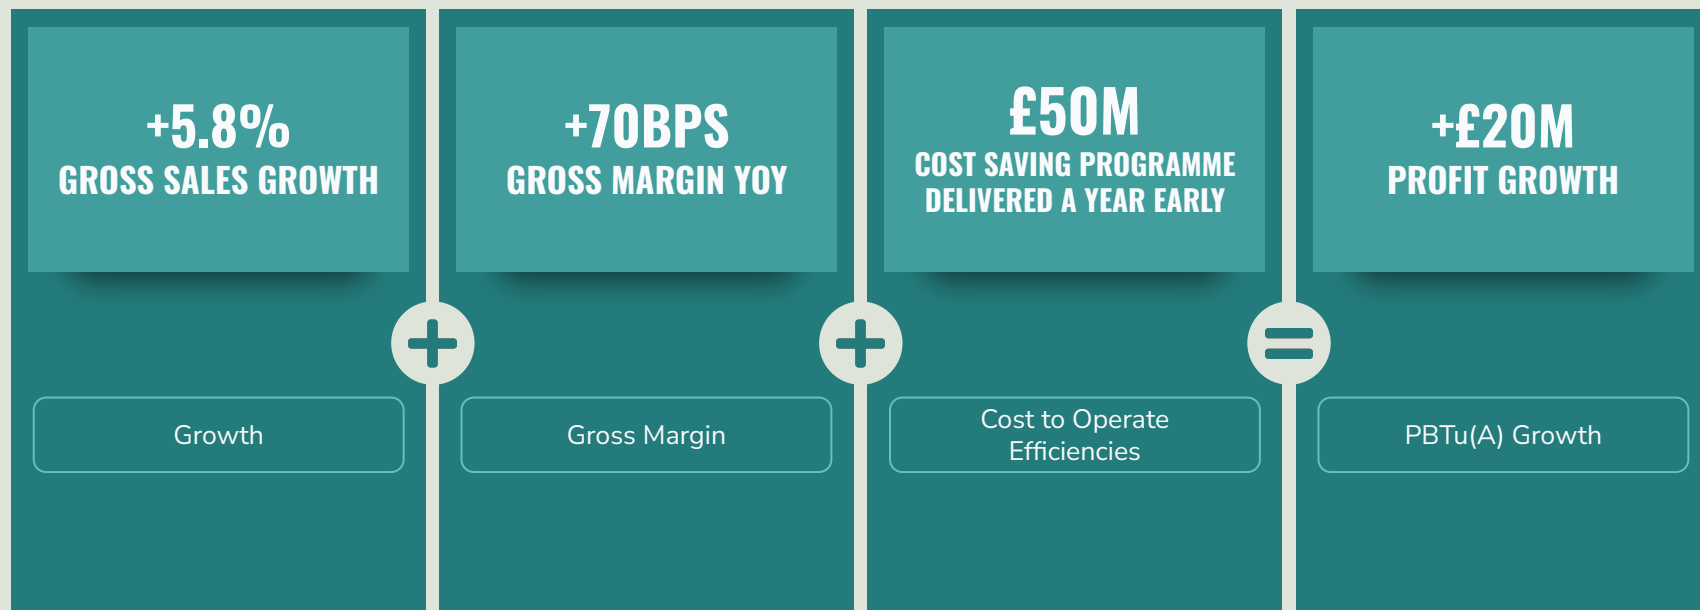 +5.8%
GROSS SALES GROWTH
Growth
+
+70BPS
GROSS MARGIN YOY
Gross Margin
+
£50M
COST SAVING PROGRAMME
DELIVERED A YEAR EARLY
Cost to Operate
Efficiencies
=
+£20M
PROFIT GROWTH
PBTu(A) Growth